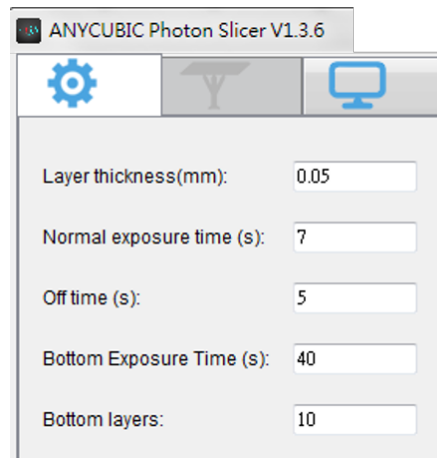 ANYCUBIC Photon Slicer V1.3.6
Layer thickness(mm): 0.05
Normal exposure time (s): 7
Off time (s): 5
Bottom Exposure Time (s): 40
Bottom layers: 10